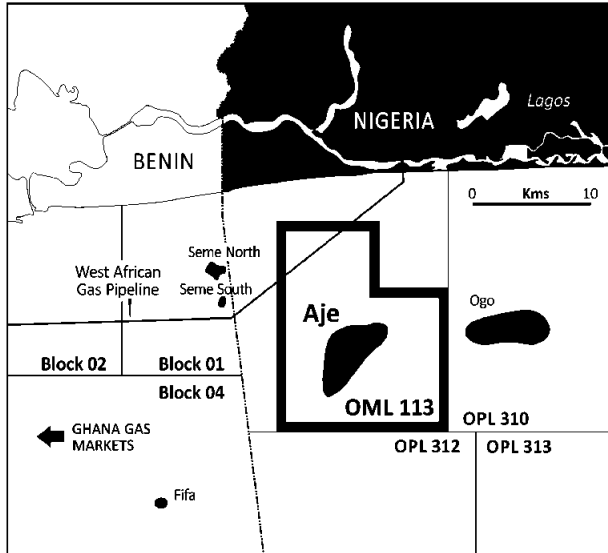 Lagos
NIGERIA
BENIN
0 Kms 10
Seme North
West African
Gas Pipeline
Seme South
Ogo
Aje
Block 02
Block 01
Block 04
OML 113
OPL 310
GHANA GAS
MARKETS
OPL 312
OPL 313
Fifa